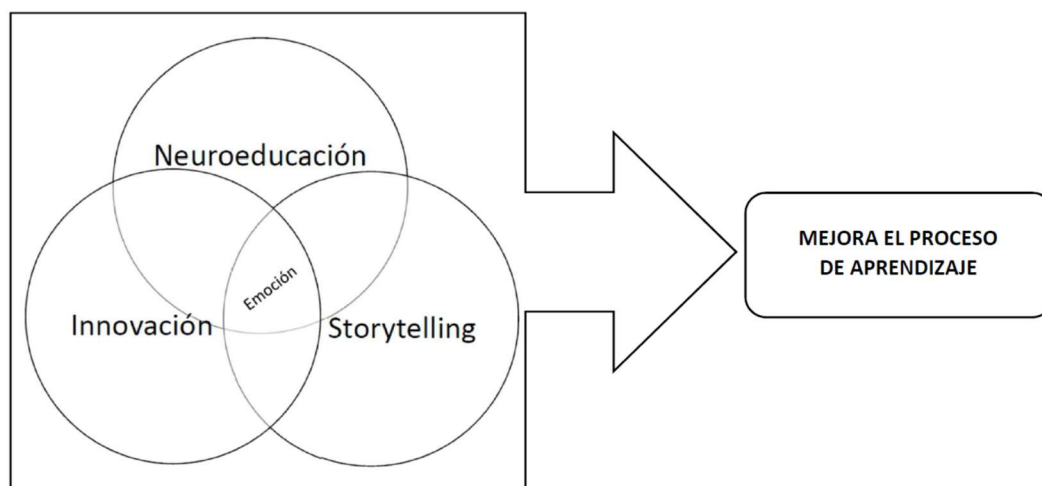 Neuroeducación
Emoción
Innovación
Storytelling
MEJORA EL PROCESO
DE APRENDIZAJE